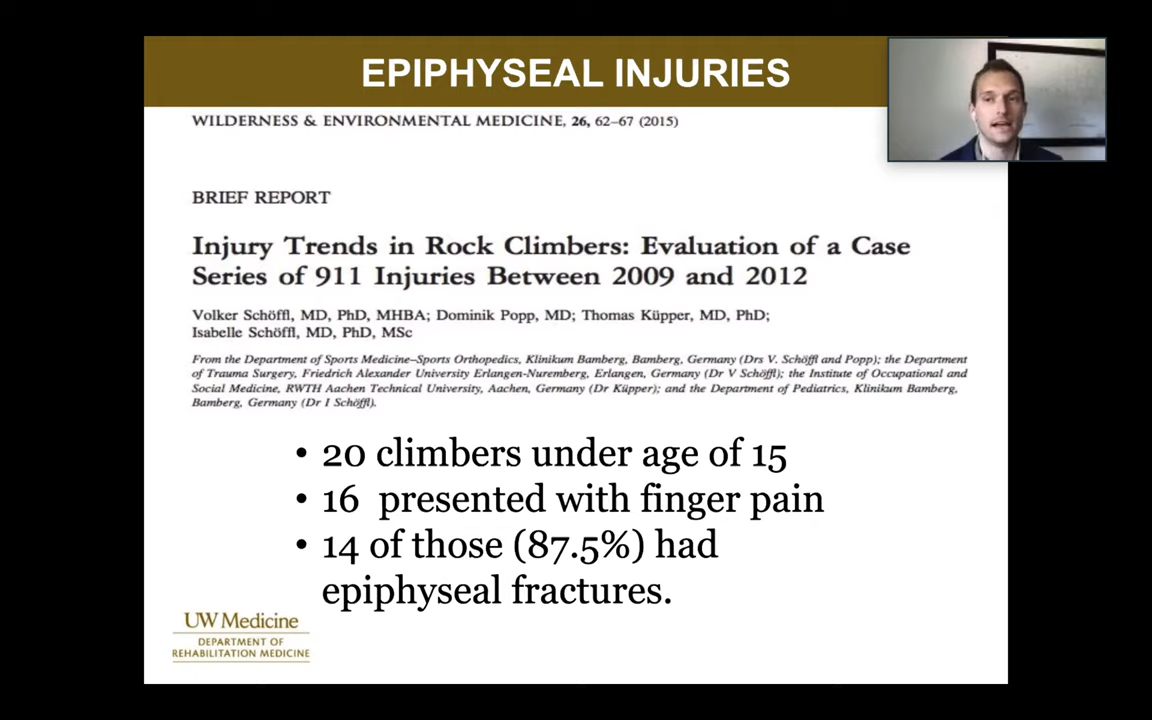 EPIPHYSEAL INJURIES
WILDERNESS & ENVIRONMENTAL MEDICINE, 26, 62–67 (2015)
BRIEF REPORT
Injury Trends in Rock Climbers: Evaluation of a Case
Series of 911 Injuries Between 2009 and 2012
Volker Schöffl, MD, PhD, MHBA; Dominik Popp, MD; Thomas Küpper, MD, PhD;
Isabelle Schöffl, MD, PhD, MSc
From the Department of Sports Medicine–Sports Orthopedics, Klinikum Bamberg, Bamberg, Germany (Drs V. Schöffl and Popp); the Department
of Trauma Surgery, Friedrich Alexander University Erlangen-Nuremberg, Erlangen, Germany (Dr V Schöffl); the Institute of Occupational and
Social Medicine, RWTH Aachen Technical University, Aachen, Germany (Dr Küpper); and the Department of Pediatrics, Klinikum Bamberg,
Bamberg, Germany (Dr I Schöffl).
• 20 climbers under age of 15
• 16 presented with finger pain
• 14 of those (87.5%) had
epiphyseal fractures.
UW Medicine
DEPARTMENT OF
REHABILITATION MEDICINE